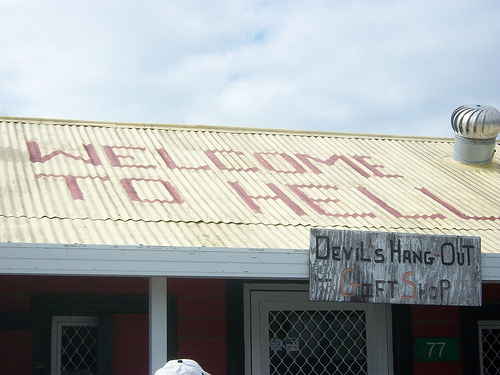 WELCOME
TO HELL
DEVIL'S HANG OUT
GIFT SHOP
77